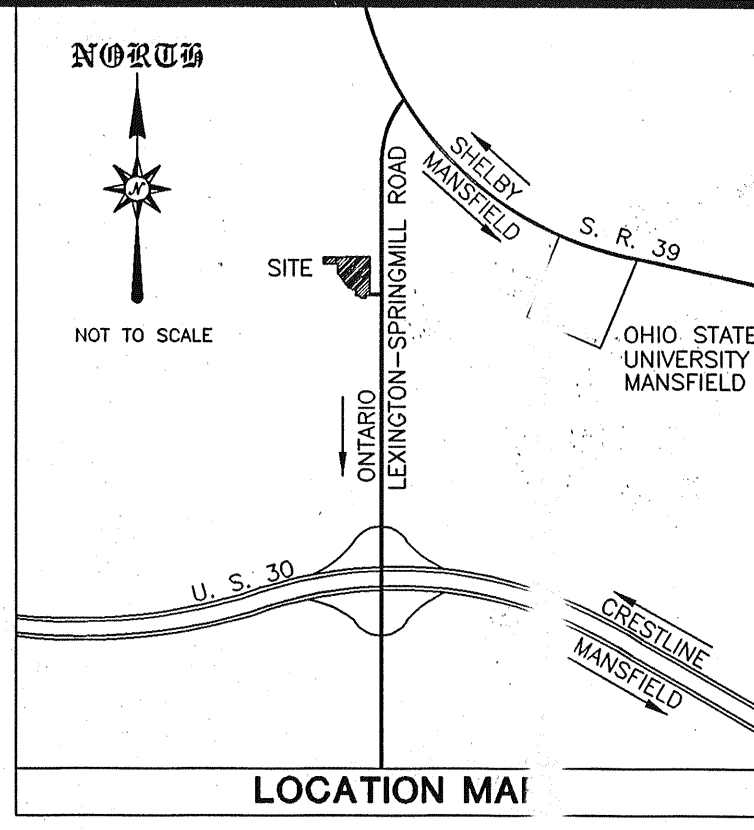 NORTH
N
NOT TO SCALE
SITE
SHELBY
MANSFIELD
S. R. 39
OHIO STATE
UNIVERSITY
MANSFIELD
LEXINGTON-SPRINGMILL ROAD
ONTARIO
U. S. 30
CRESTLINE
MANSFIELD
LOCATION